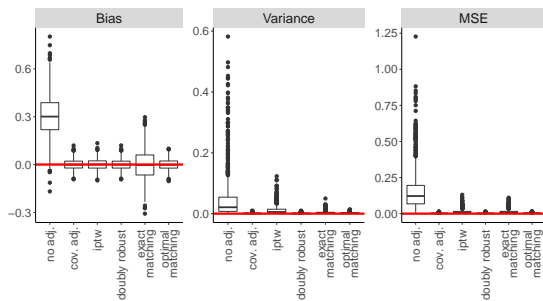 Bias
Variance
MSE
0.6
0.3
0.0
−0.3
0.6
0.4
0.2
0.0
1.25
1.00
0.75
0.50
0.25
0.00
no adj.
cov. adj.
iptw
doubly robust
exact
matching
optimal
matching
no adj.
cov. adj.
iptw
doubly robust
exact
matching
optimal
matching
no adj.
cov. adj.
iptw
doubly robust
exact
matching
optimal
matching